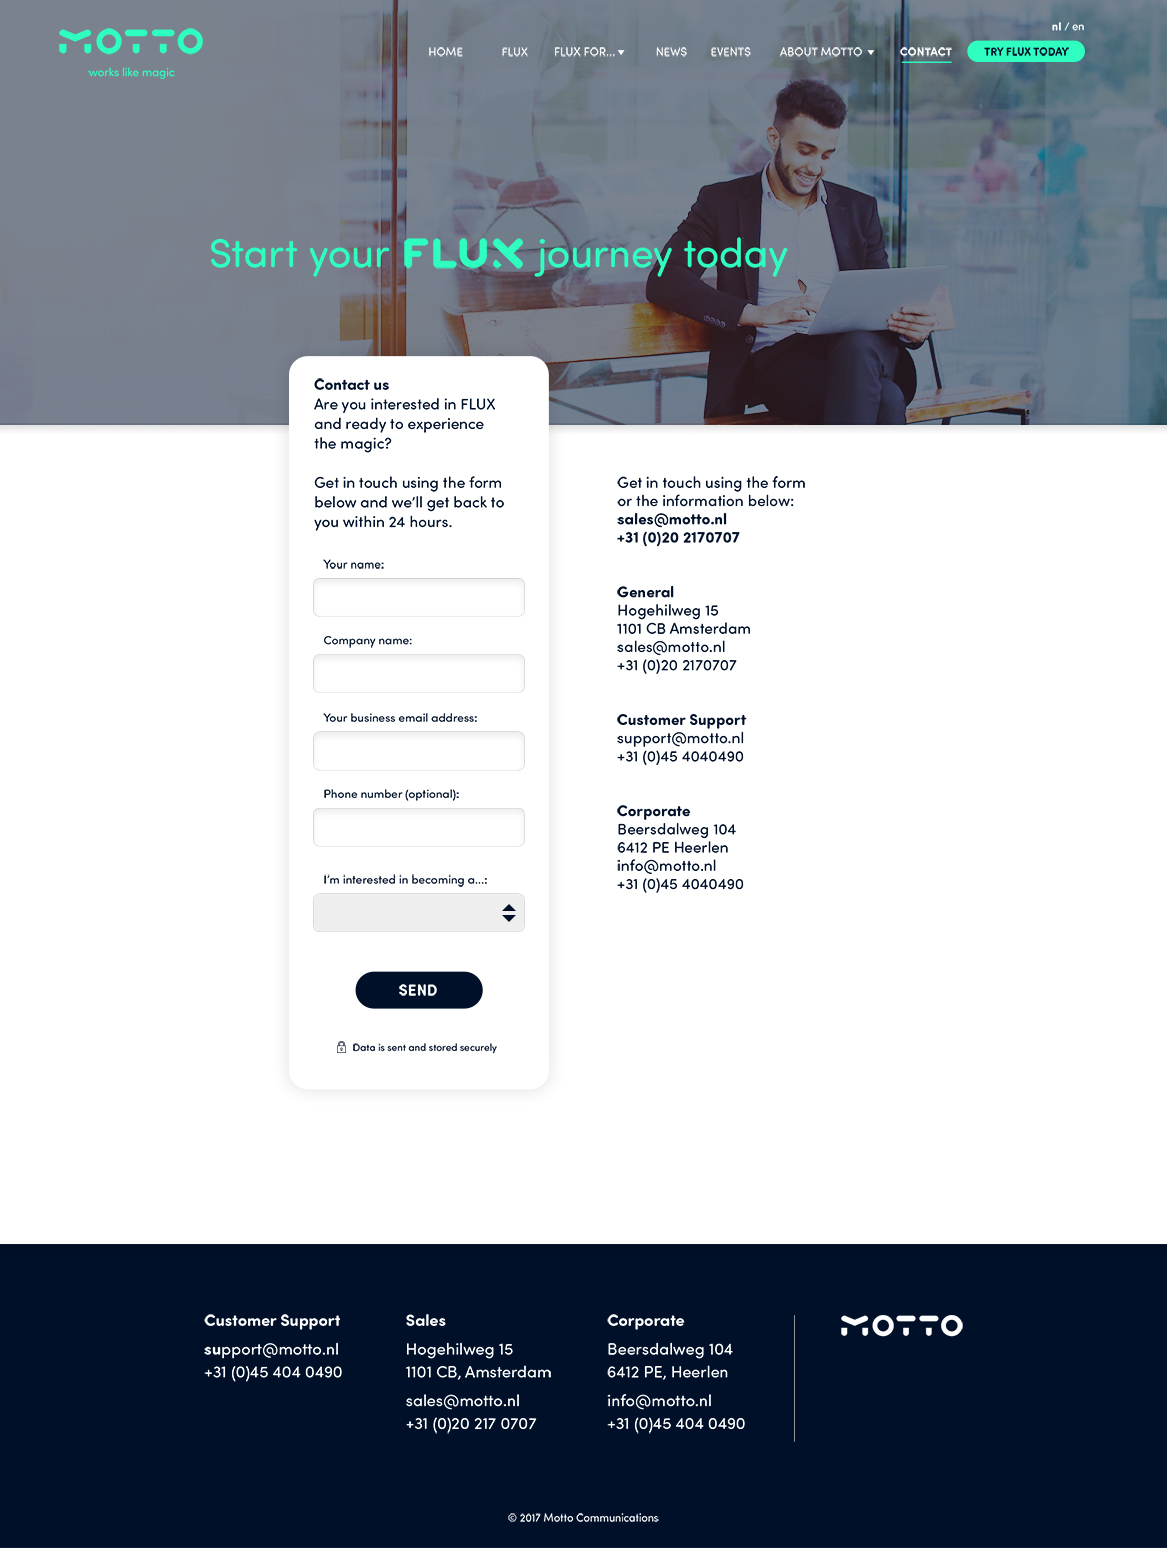 MOTTO
works like magic
nl / en
HOME FLUX FLUX FOR... NEWS EVENTS ABOUT MOTTO CONTACT TRY FLUX TODAY
Start your FLUX journey today
Contact us
Are you interested in FLUX
and ready to experience
the magic?
Get in touch using the form
below and we'll get back to
you within 24 hours.
Your name:
Company name:
Your business email address:
Phone number (optional):
I'm interested in becoming a...:
SEND
Data is sent and stored securely
Get in touch using the form
or the information below:
sales@motto.nl
+31 (0)20 2170707
General
Hogehilweg 15
1101 CB Amsterdam
sales@motto.nl
+31 (0)20 2170707
Customer Support
support@motto.nl
+31 (0)45 4040490
Corporate
Beersdalweg 104
6412 PE Heerlen
info@motto.nl
+31 (0)45 4040490
Customer Support
support@motto.nl
+31 (0)45 404 0490
Sales
Hogehilweg 15
1101 CB, Amsterdam
sales@motto.nl
+31 (0)20 217 0707
Corporate
Beersdalweg 104
6412 PE, Heerlen
info@motto.nl
+31 (0)45 404 0490
MOTTO
© 2017 Motto Communications